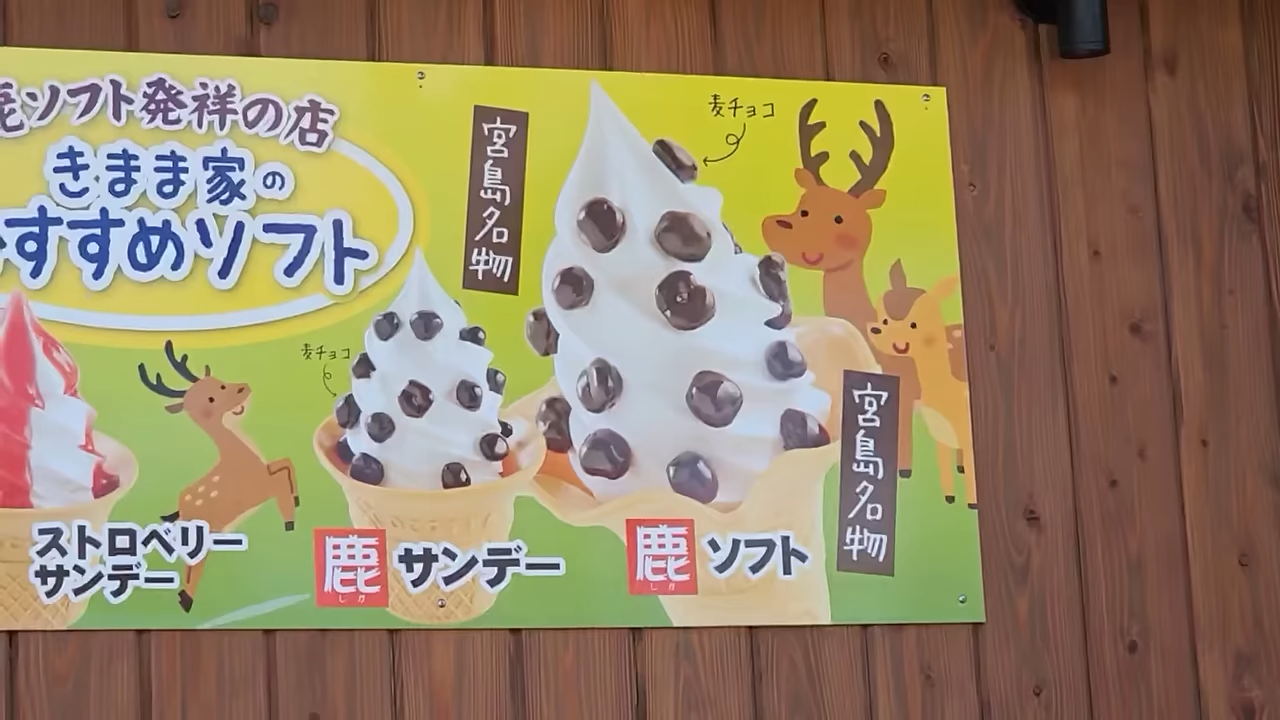 鹿ソフト発祥の店
きまま家の
おすすめソフト
宮島名物
麦チョコ
麦チョコ
宮島名物
ストロベリー
サンデー
鹿 サンデー
しか
鹿 ソフト
しか